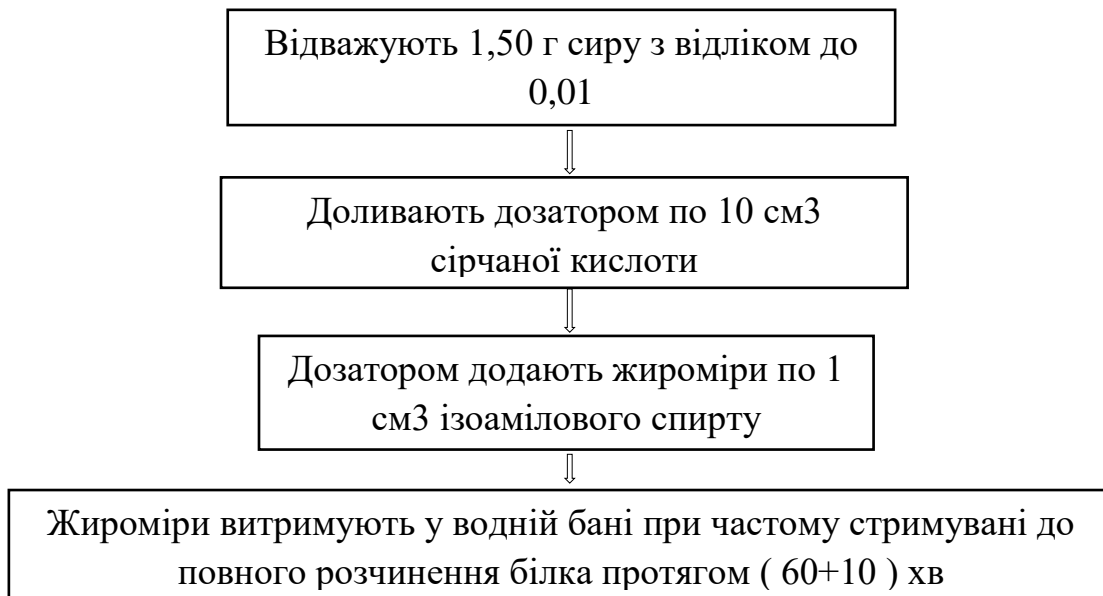 Відважують 1,50 г сиру з відліком до
0,01
Доливають дозатором по 10 см3
сірчаної кислоти
Дозатором додають жироміри по 1
см3 ізоамілового спирту
Жироміри витримують у водній бані при частому стримувані до
повного розчинення білка протягом ( 60+10 ) хв